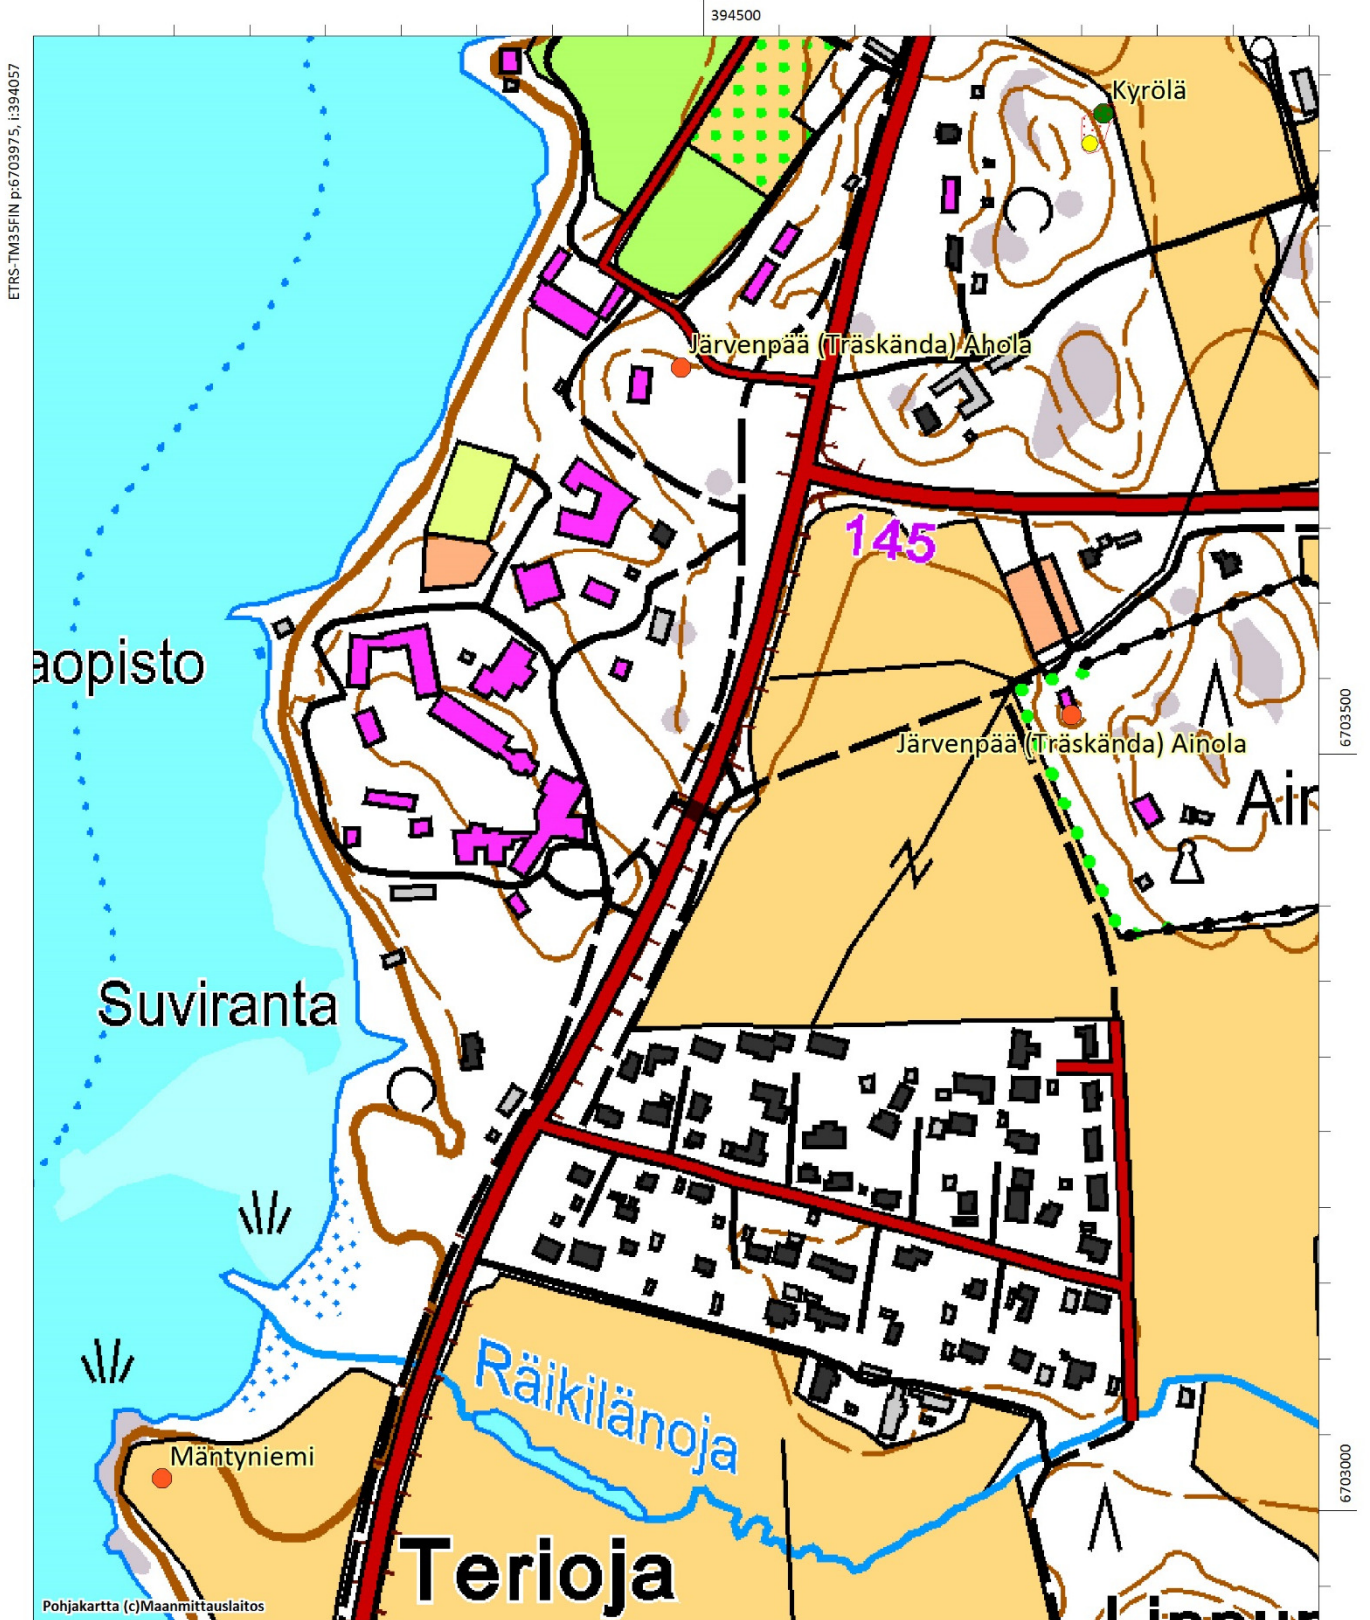 394500
ETRS-TM35FIN p:6703975, i:394057
Kyrölä
Järvenpää (Träskända) Ahola
145
aopisto
6703500
Järvenpää (Träskända) Ainola
Air
Suviranta
Räikilänoja
Mäntyniemi
6703000
Terioja
Pohjakartta (c)Maanmittauslaitos